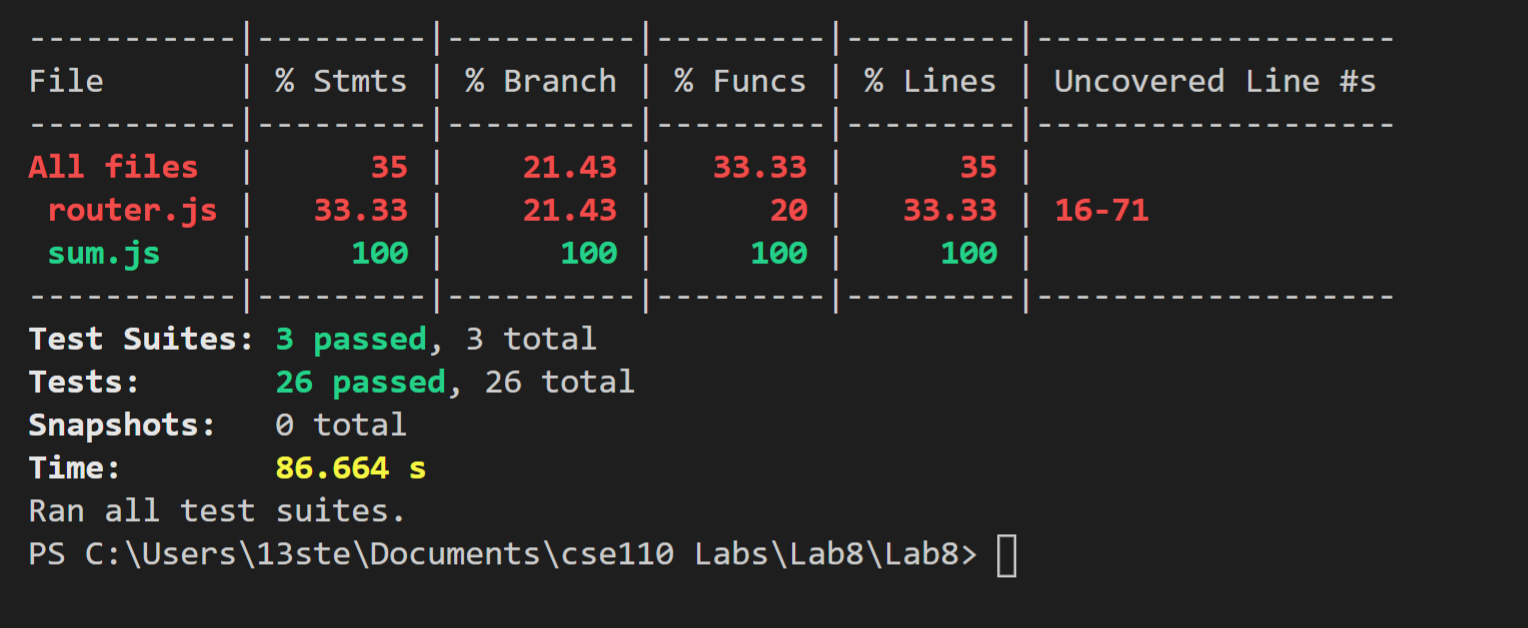 -----------|---------|----------|---------|---------|-------------------
File       | % Stmts | % Branch | % Funcs | % Lines | Uncovered Line #s
-----------|---------|----------|---------|---------|-------------------
All files  |      35 |    21.43 |   33.33 |      35 |
 router.js |   33.33 |    21.43 |      20 |   33.33 | 16-71
 sum.js    |     100 |      100 |     100 |     100 |
-----------|---------|----------|---------|---------|-------------------
Test Suites: 3 passed, 3 total
Tests:       26 passed, 26 total
Snapshots:   0 total
Time:        86.664 s
Ran all test suites.
PS C:\Users\13ste\Documents\cse110 Labs\Lab8\Lab8>